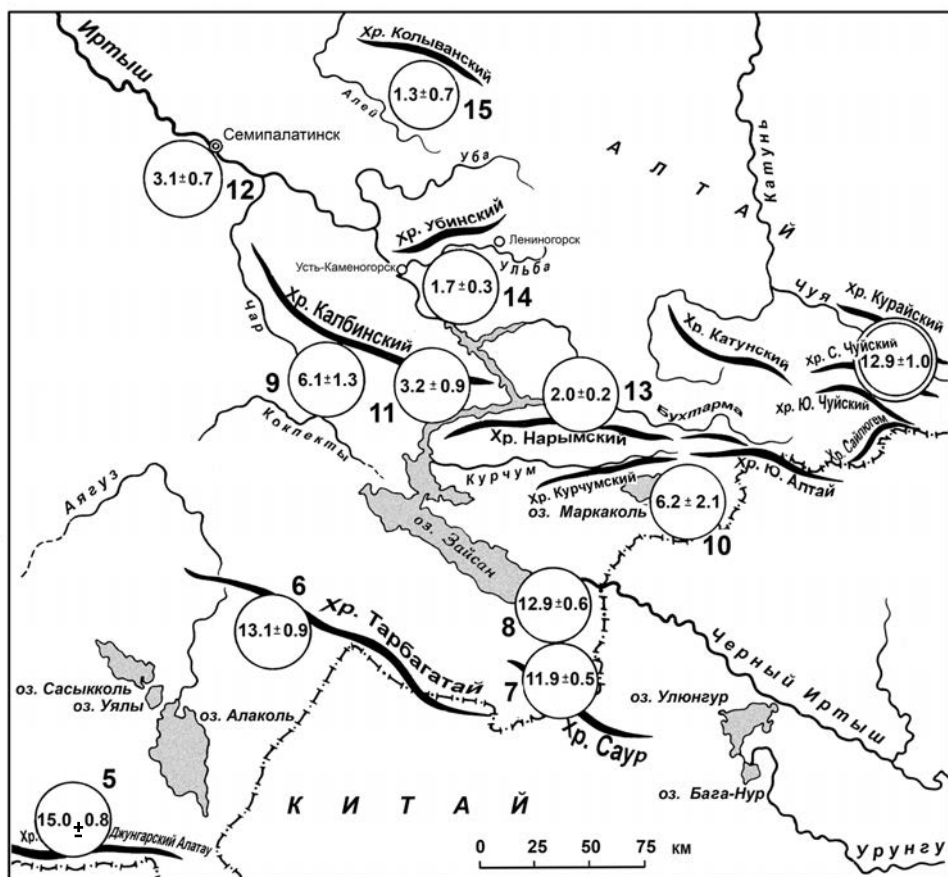 Иртыш
Хр. Колыванский
1.3±0.7
15
Алей
Семипалатинск
3.1±0.7
12
Уба
АЛТАЙ
Катунь
Хр. Убинский
Лениногорск
Усть-Каменогорск
Ульба
1.7±0.3
14
Чар
Хр. Калбинский
Чуя
Хр. Курайский
Хр. Катунский
Хр. С. Чуйский
12.9±1.0
Хр. Ю. Чуйский
Хр. Сайлюгем
9
6.1±1.3
11
3.2±0.9
2.0±0.2
13
Бухтарма
Кокпекты
Хр. Нарымский
Курчум
Хр. Курчумский
Хр. Ю. Алтай
оз. Маркаколь
6.2±2.1
10
Аягуз
оз. Зайсан
6
13.1±0.9
Хр. Тарбагатай
12.9±0.6
8
7
11.9±0.5
Хр. Саур
Черный Иртыш
оз. Улюнгур
оз. Бага-Нур
Урунгу
оз. Сасыкколь
оз. Уялы
оз. Алаколь
5
15.0±0.8
Хр. Джунгарский Алатау
КИТАЙ
0 25 50 75 км